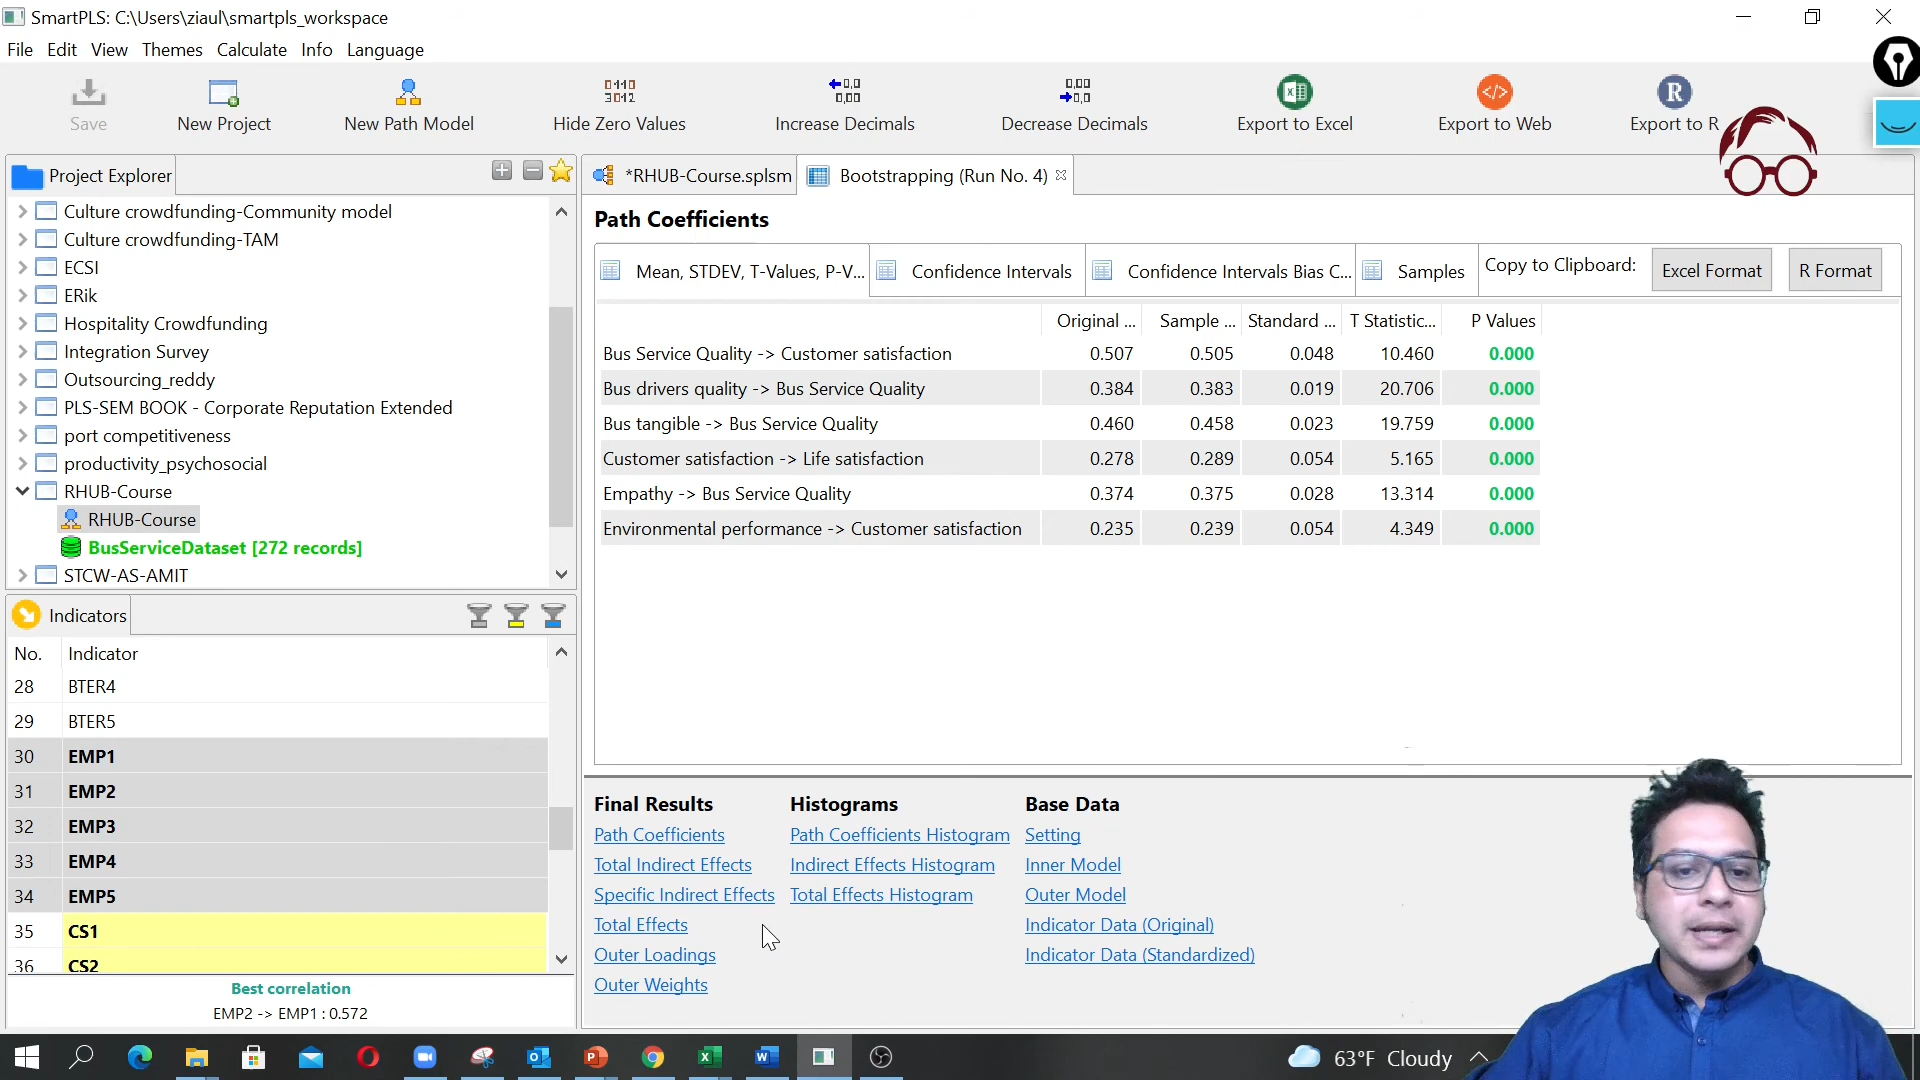 SmartPLS: C:\Users\ziaul\smartpls_workspace
File Edit View Themes Calculate Info Language
Save New Project New Path Model Hide Zero Values Increase Decimals Decrease Decimals Export to Excel Export to Web Export to R
Project Explorer
Culture crowdfunding-Community model
Culture crowdfunding-TAM
ECSI
ERik
Hospitality Crowdfunding
Integration Survey
Outsourcing_reddy
PLS-SEM BOOK - Corporate Reputation Extended
port competitiveness
productivity_psychosocial
RHUB-Course
RHUB-Course
BusServiceDataset [272 records]
STCW-AS-AMIT
Indicators
No. Indicator
28 BTER4
29 BTER5
30 EMP1
31 EMP2
32 EMP3
33 EMP4
34 EMP5
35 CS1
36 CS2
Best correlation
EMP2 -> EMP1 : 0.572
*RHUB-Course.splsm Bootstrapping (Run No. 4)
Path Coefficients
Mean, STDEV, T-Values, P-V... Confidence Intervals Confidence Intervals Bias C... Samples Copy to Clipboard: Excel Format R Format
Original ... Sample ... Standard ... T Statistic... P Values
Bus Service Quality -> Customer satisfaction 0.507 0.505 0.048 10.460 0.000
Bus drivers quality -> Bus Service Quality 0.384 0.383 0.019 20.706 0.000
Bus tangible -> Bus Service Quality 0.460 0.458 0.023 19.759 0.000
Customer satisfaction -> Life satisfaction 0.278 0.289 0.054 5.165 0.000
Empathy -> Bus Service Quality 0.374 0.375 0.028 13.314 0.000
Environmental performance -> Customer satisfaction 0.235 0.239 0.054 4.349 0.000
Final Results Histograms Base Data
Path Coefficients Path Coefficients Histogram Setting
Total Indirect Effects Indirect Effects Histogram Inner Model
Specific Indirect Effects Total Effects Histogram Outer Model
Total Effects Indicator Data (Original)
Outer Loadings Indicator Data (Standardized)
Outer Weights
63°F Cloudy